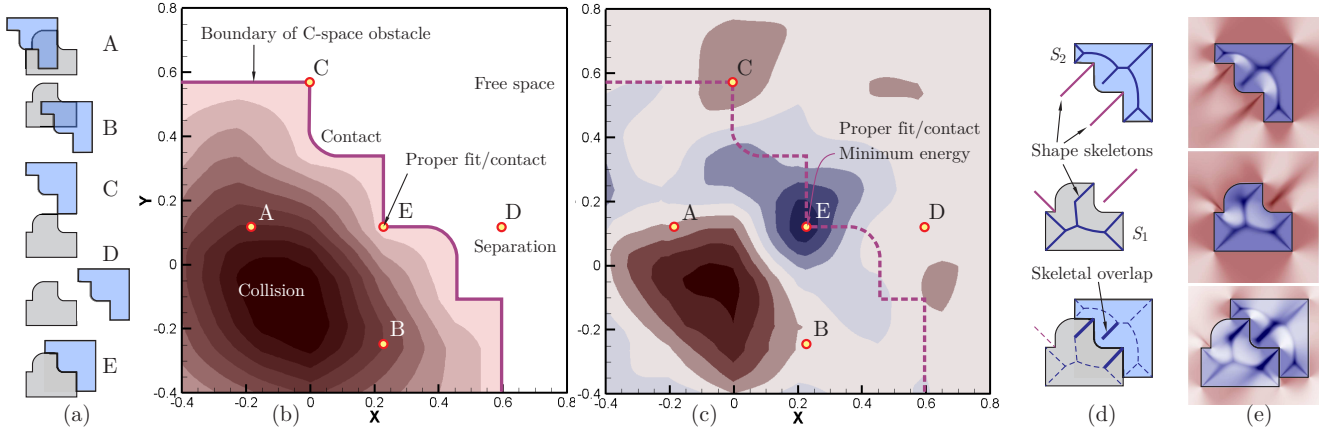 A
B
C
D
E
(a)
0.8
0.6
0.4
0.2
0
-0.2
-0.4
Y
Boundary of C-space obstacle
C
Free space
Contact
Proper fit/contact
A
E
D
Separation
Collision
B
-0.4
-0.2
0
0.2
0.4
0.6
X
(b)
0.8
0.6
0.4
0.2
0
-0.2
-0.4
C
Proper fit/contact
Minimum energy
A
E
D
B
-0.4
-0.2
0
0.2
0.4
0.6
0.8
X
(c)
S2
Shape skeletons
S1
Skeletal overlap
(d)
(e)